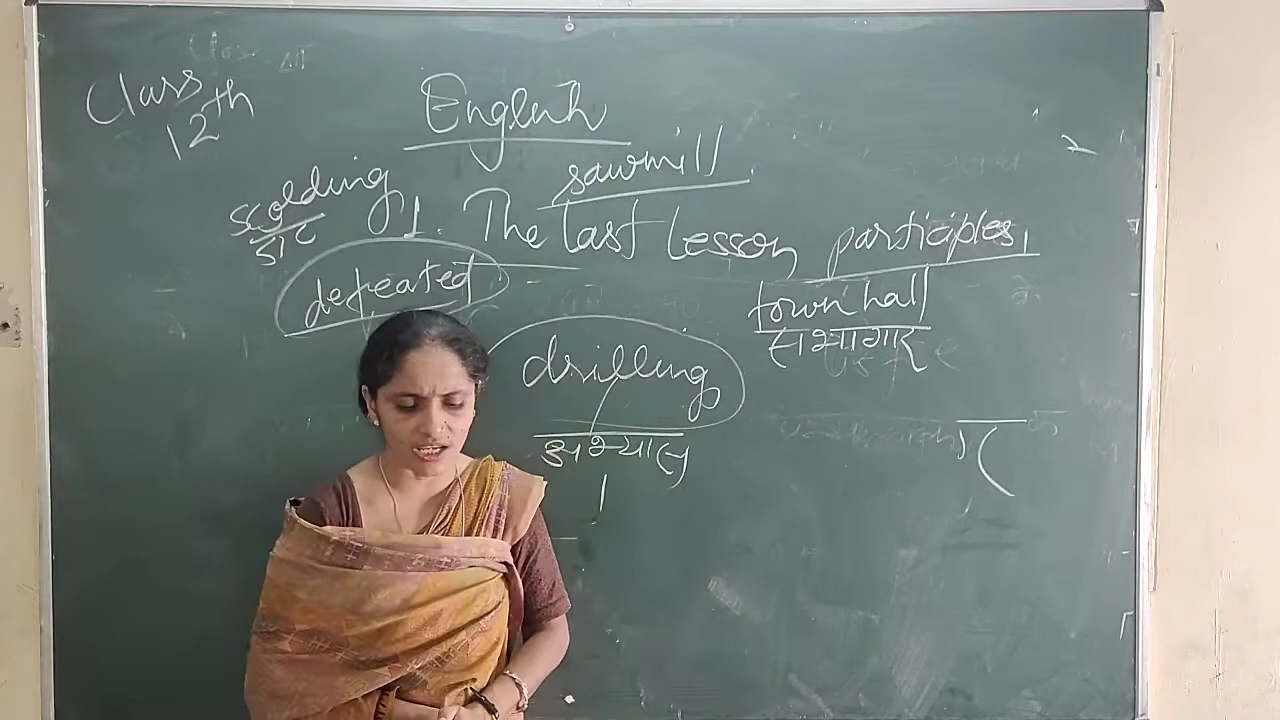 Class
12th
English
sawmill
scolding
डाट
1. The last lesson
participles,
defeated
town hall
सभागार
drilling
अभ्यास